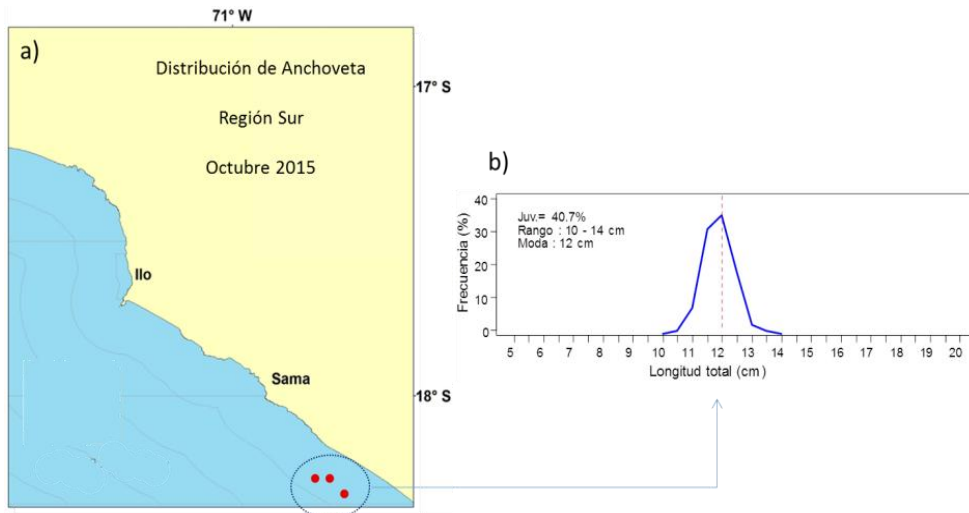 71° W
a)
Distribución de Anchoveta
Región Sur
Octubre 2015
17° S
Ilo
Sama
18° S
b)
Frecuencia (%)
40
30
20
10
0
Juv.= 40.7%
Rango : 10 - 14 cm
Moda : 12 cm
5 6 7 8 9 10 11 12 13 14 15 16 17 18 19 20
Longitud total (cm)